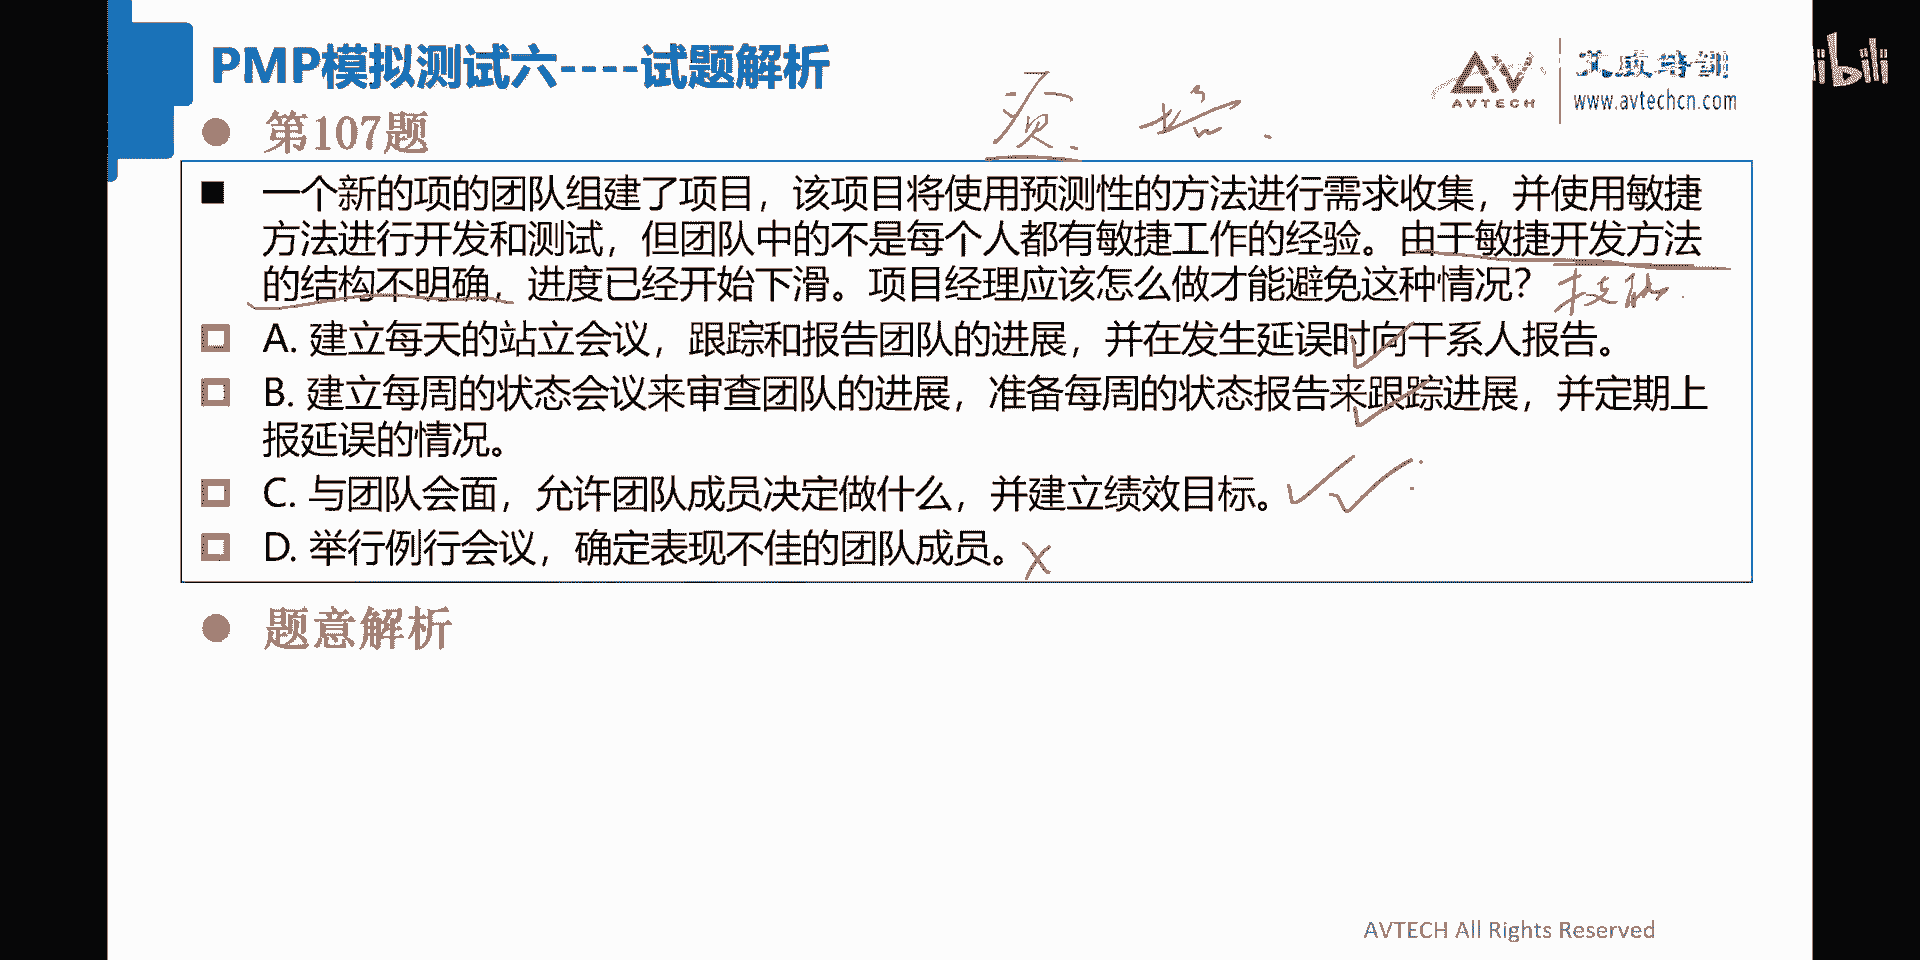 PMP模拟测试六----试题解析
AVTECH
艾威培训
www.avtechcn.com
bili
第107题
预 培
一个新的项的团队组建了项目，该项目将使用预测性的方法进行需求收集，并使用敏捷
方法进行开发和测试，但团队中的不是每个人都有敏捷工作的经验。由于敏捷开发方法
的结构不明确，进度已经开始下滑。项目经理应该怎么做才能避免这种情况？
技能
A. 建立每天的站立会议，跟踪和报告团队的进展，并在发生延误时向干系人报告。
B. 建立每周的状态会议来审查团队的进展，准备每周的状态报告来跟踪进展，并定期上
报延误的情况。
C. 与团队会面，允许团队成员决定做什么，并建立绩效目标。
D. 举行例行会议，确定表现不佳的团队成员。
题意解析
AVTECH All Rights Reserved